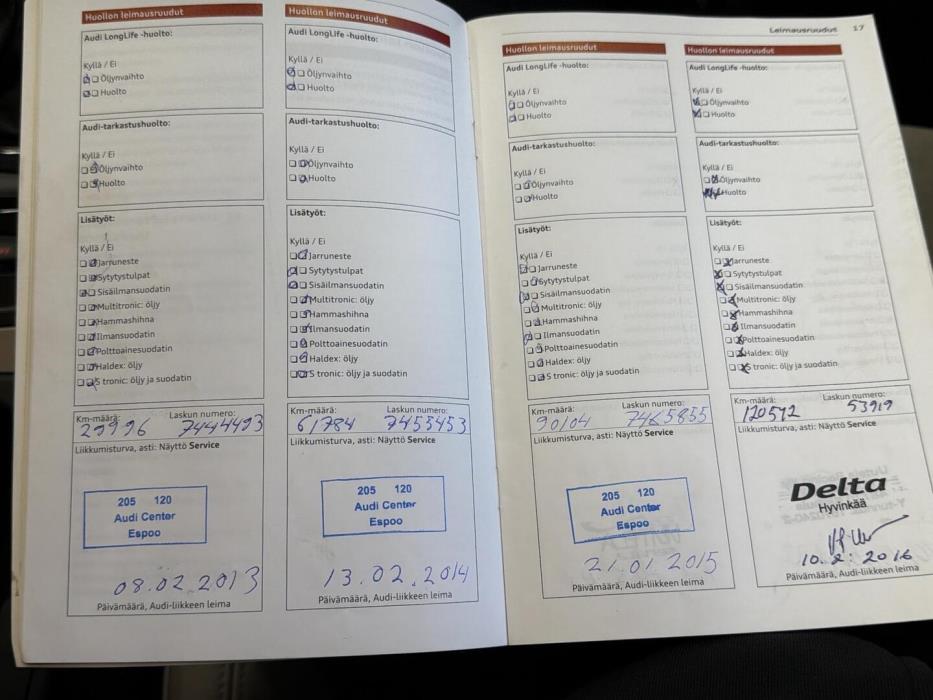 Huollon leimausruudut
Audi LongLife -huolto:
Kyllä / Ei
Öljynvaihto
Huolto
Audi-tarkastushuolto:
Kyllä / Ei
Öljynvaihto
Huolto
Lisätyöt:
Kyllä / Ei
Jarruneste
Sytytystulpat
Sisäilmansuodatin
Multitronic: öljy
Hammashihna
Ilmansuodatin
Polttoainesuodatin
Haldex: öljy
S tronic: öljy ja suodatin
Km-määrä: Laskun numero:
29996 7444493
Liikkumisturva, asti: Näyttö Service
205 120
Audi Center
Espoo
08.02.2013
Päivämäärä, Audi-liikkeen leima
Huollon leimausruudut
Audi LongLife -huolto:
Kyllä / Ei
Öljynvaihto
Huolto
Audi-tarkastushuolto:
Kyllä / Ei
Öljynvaihto
Huolto
Lisätyöt:
Kyllä / Ei
Jarruneste
Sytytystulpat
Sisäilmansuodatin
Multitronic: öljy
Hammashihna
Ilmansuodatin
Polttoainesuodatin
Haldex: öljy
S tronic: öljy ja suodatin
Km-määrä: Laskun numero:
61784 7455453
Liikkumisturva, asti: Näyttö Service
205 120
Audi Center
Espoo
13.02.2014
Päivämäärä, Audi-liikkeen leima
Leimausruudut 17
Huollon leimausruudut
Audi LongLife -huolto:
Kyllä / Ei
Öljynvaihto
Huolto
Audi-tarkastushuolto:
Kyllä / Ei
Öljynvaihto
Huolto
Lisätyöt:
Kyllä / Ei
Jarruneste
Sytytystulpat
Sisäilmansuodatin
Multitronic: öljy
Hammashihna
Ilmansuodatin
Polttoainesuodatin
Haldex: öljy
S tronic: öljy ja suodatin
Km-määrä: Laskun numero:
90104 7465855
Liikkumisturva, asti: Näyttö Service
205 120
Audi Center
Espoo
21.01.2015
Päivämäärä, Audi-liikkeen leima
Huollon leimausruudut
Audi LongLife -huolto:
Kyllä / Ei
Öljynvaihto
Huolto
Audi-tarkastushuolto:
Kyllä / Ei
Öljynvaihto
Huolto
Lisätyöt:
Kyllä / Ei
Jarruneste
Sytytystulpat
Sisäilmansuodatin
Multitronic: öljy
Hammashihna
Ilmansuodatin
Polttoainesuodatin
Haldex: öljy
S tronic: öljy ja suodatin
Km-määrä: Laskun numero:
120572 53919
Liikkumisturva, asti: Näyttö Service
Delta
Hyvinkää
10.2.2016
Päivämäärä, Audi-liikkeen leima